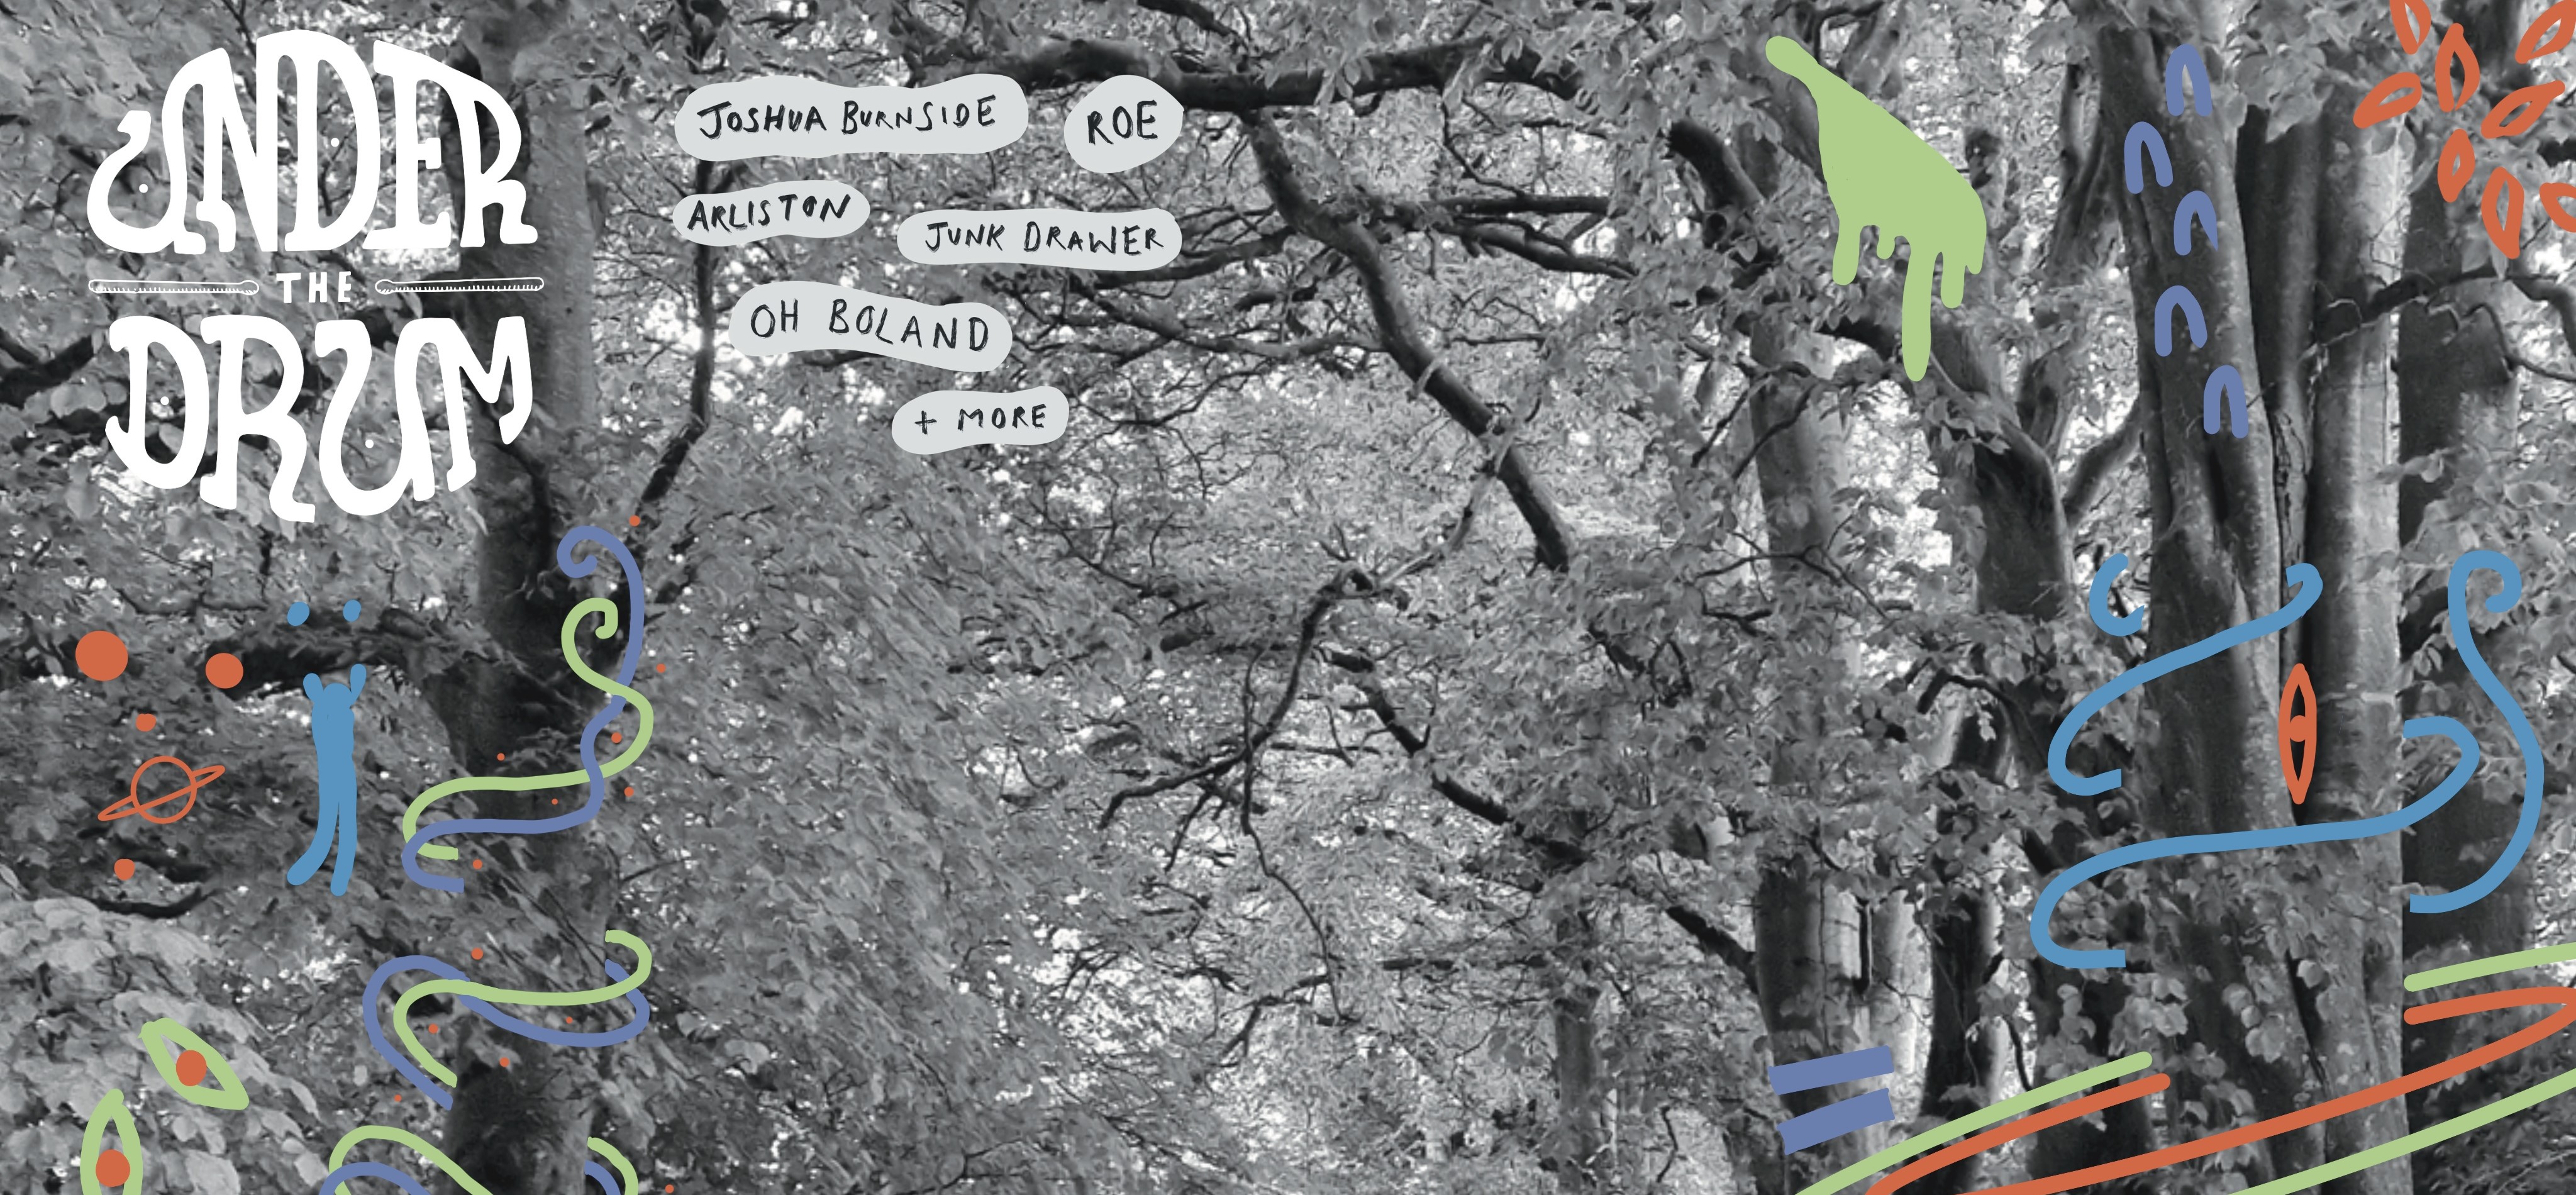 UNDER
THE
DRUM
JOSHUA BURNSIDE
ROE
ARLISTON
JUNK DRAWER
OH BOLAND
+ MORE